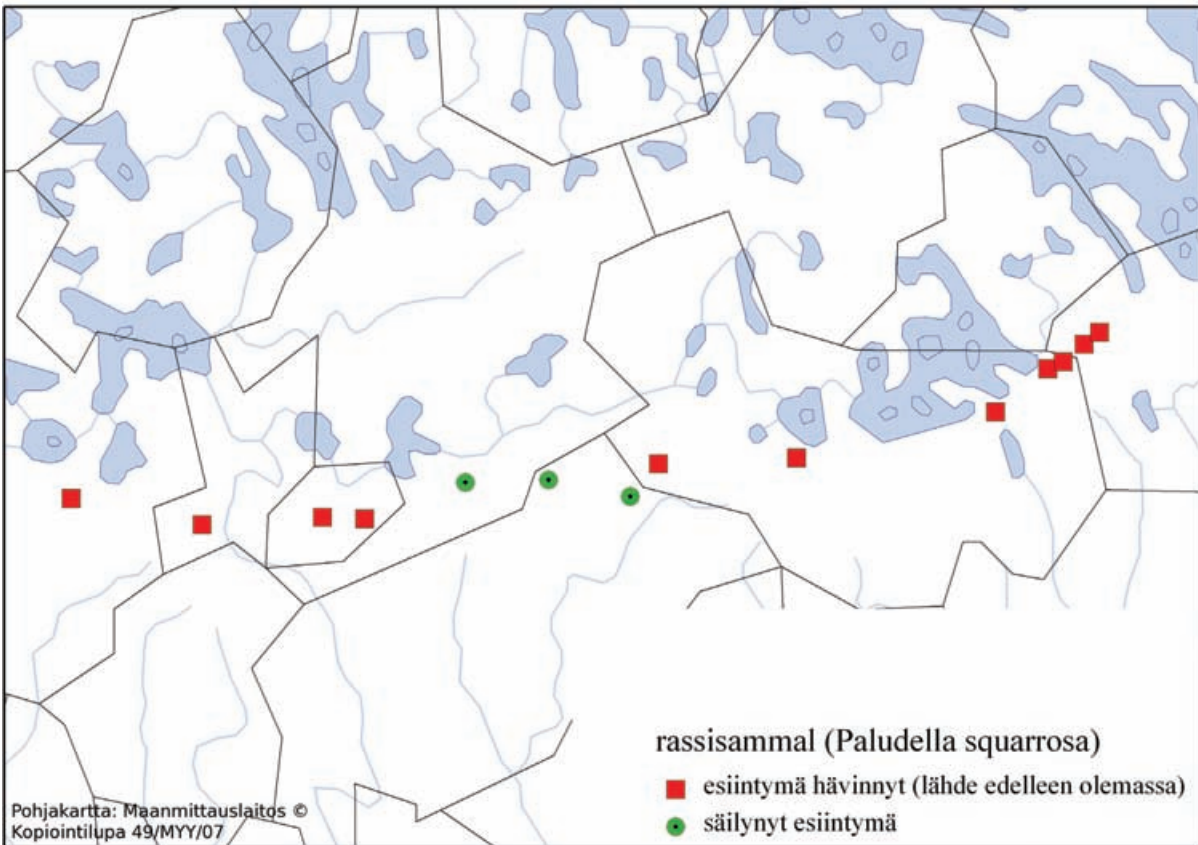 rassisammal (Paludella squarrosa)
esiintymä hävinnyt (lähde edelleen olemassa)
säilynyt esiintymä
Pohjakartta: Maanmittauslaitos ©
Kopiointilupa 49/MYY/07